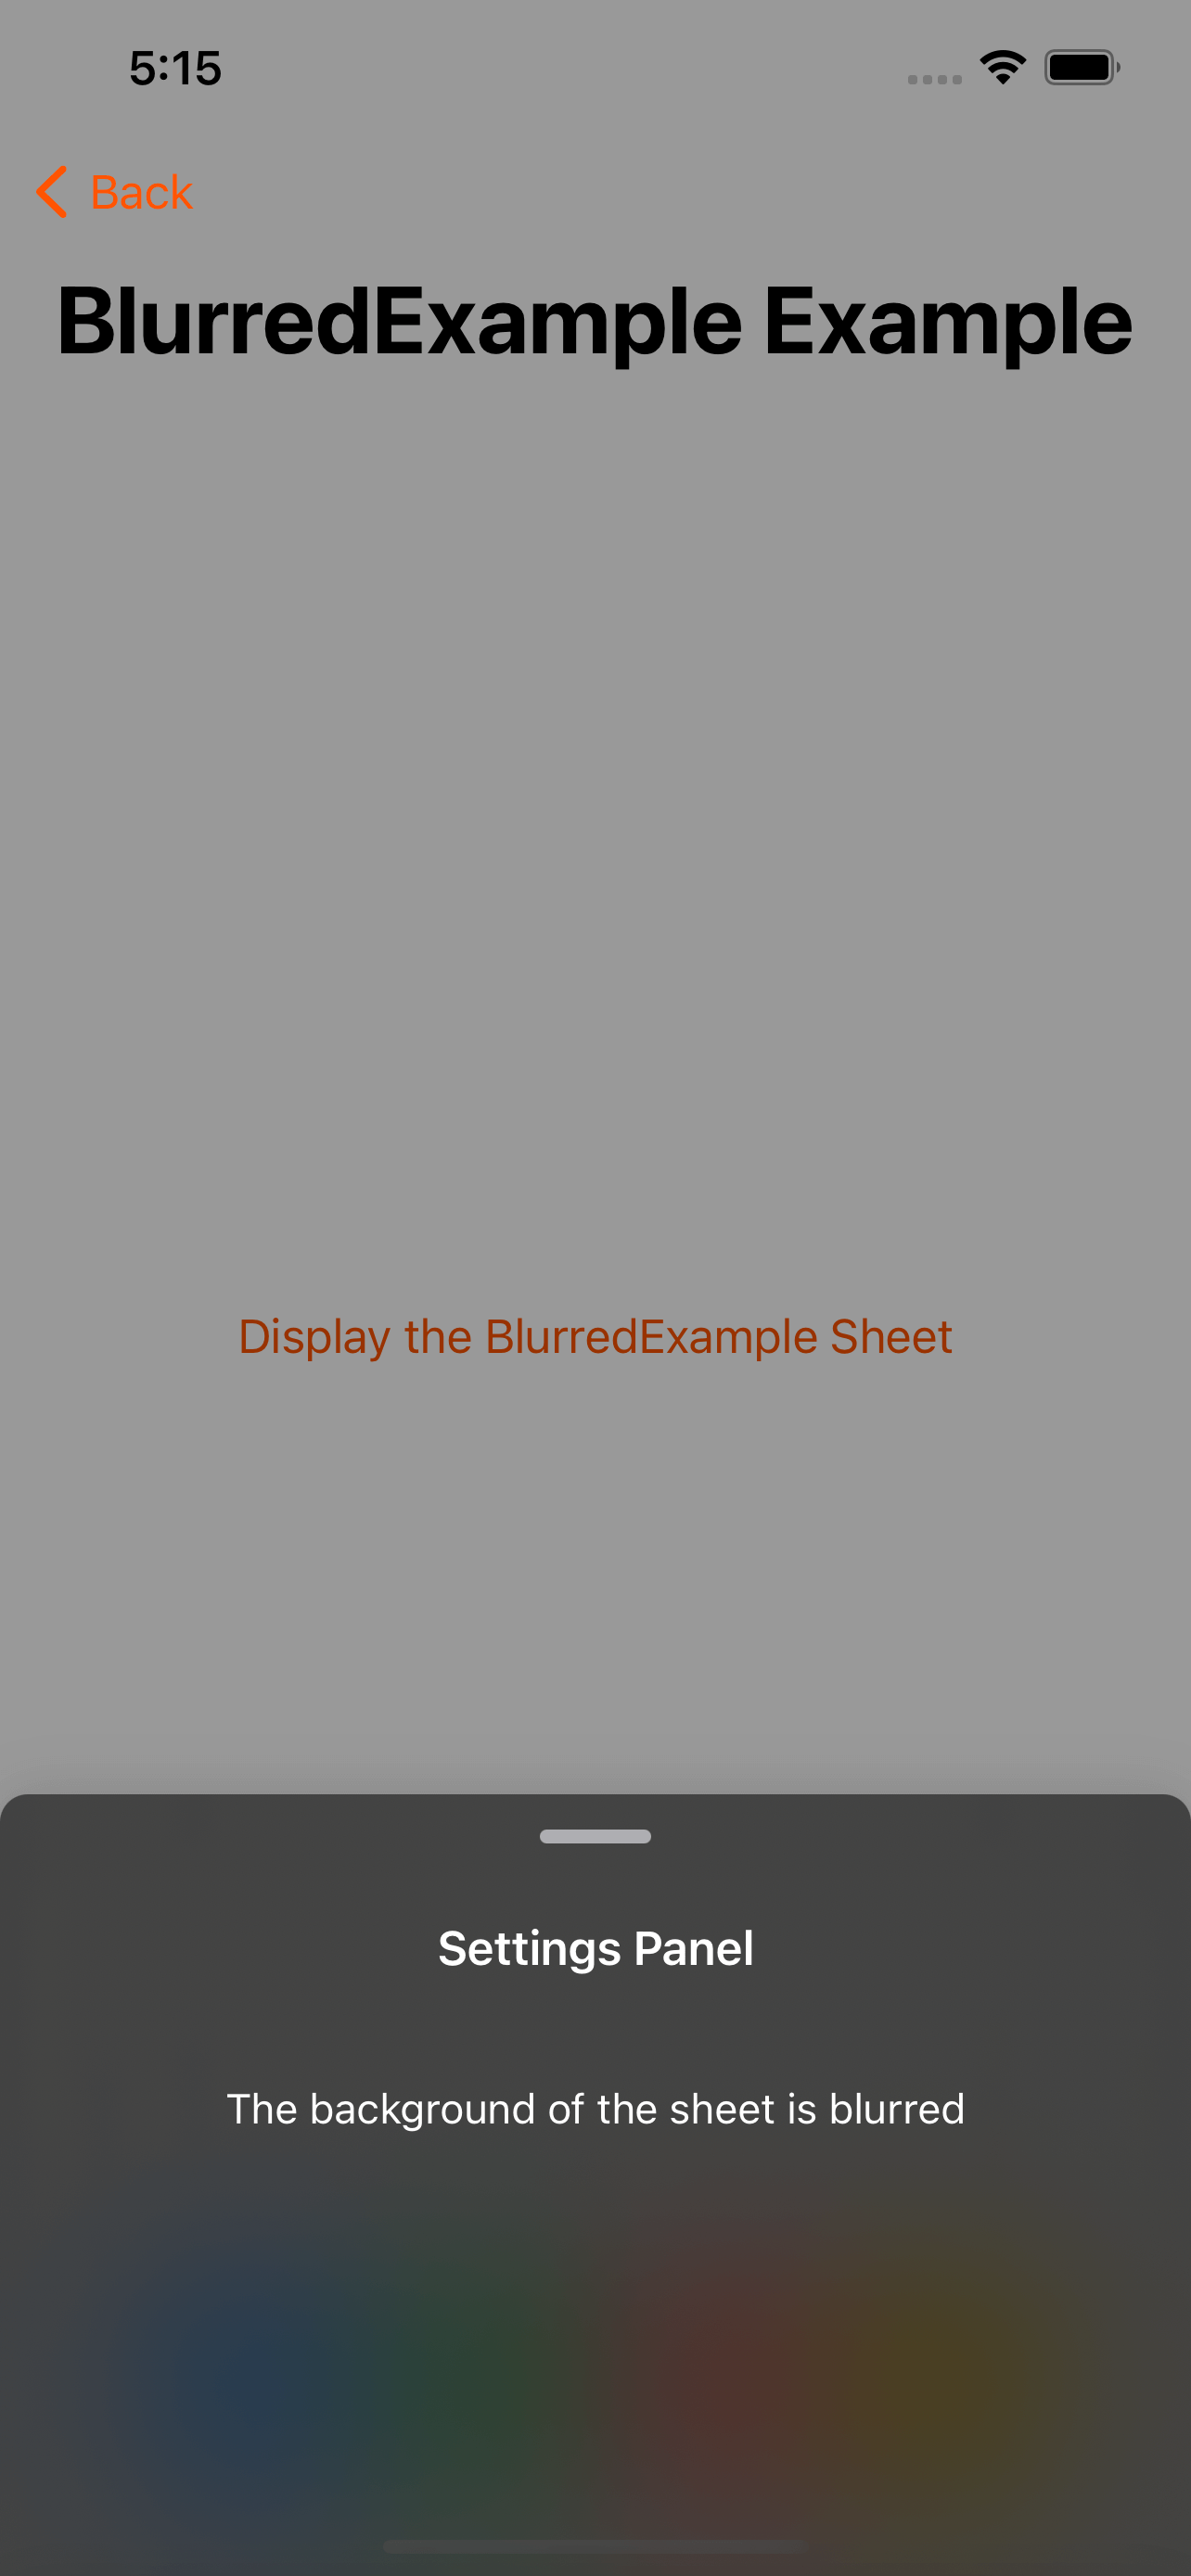 5:15
Back
BlurredExample Example
Display the BlurredExample Sheet
Settings Panel
The background of the sheet is blurred